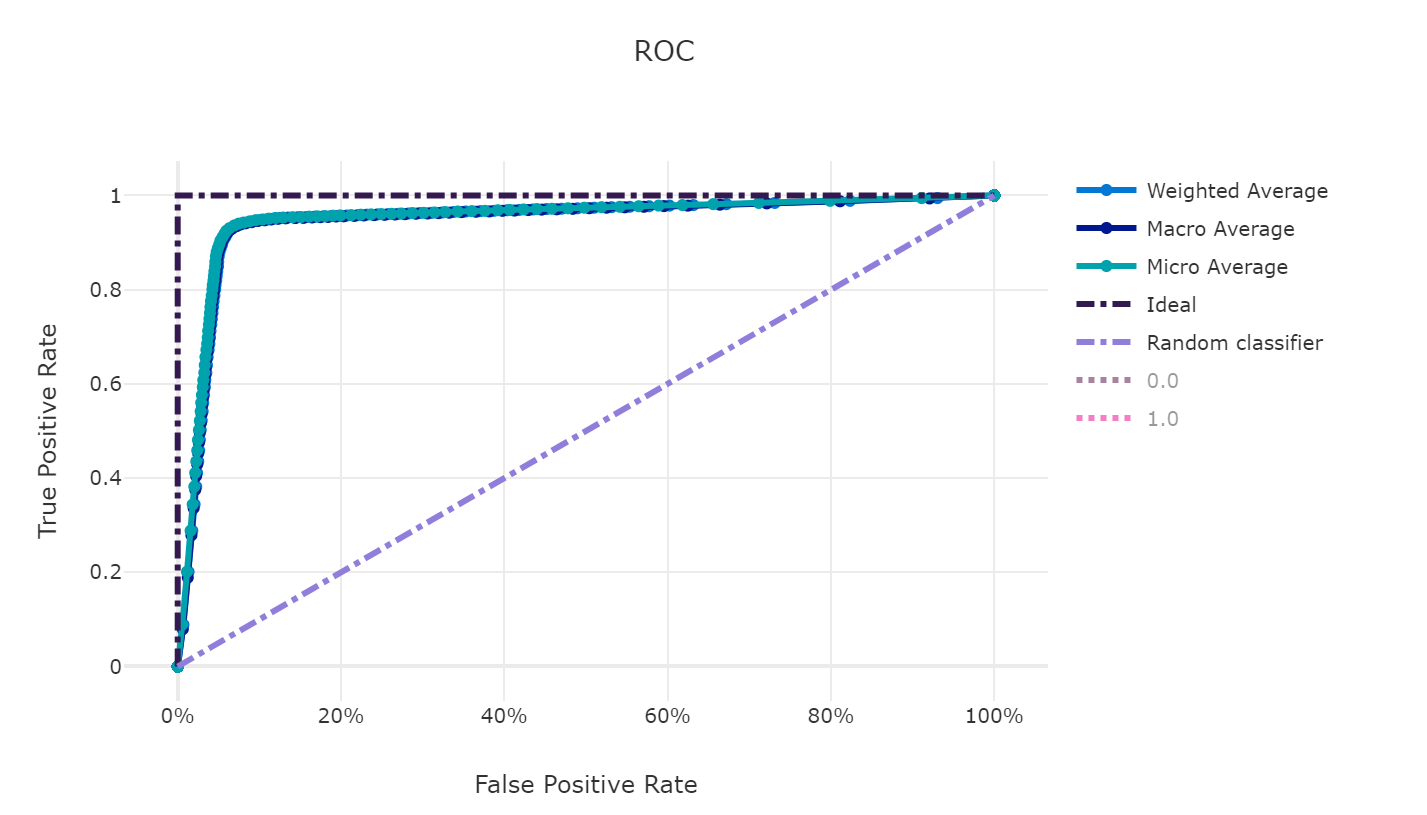 ROC
1
0.8
0.6
0.4
0.2
0
True Positive Rate
0%
20%
40%
60%
80%
100%
False Positive Rate
Weighted Average
Macro Average
Micro Average
Ideal
Random classifier
0.0
1.0